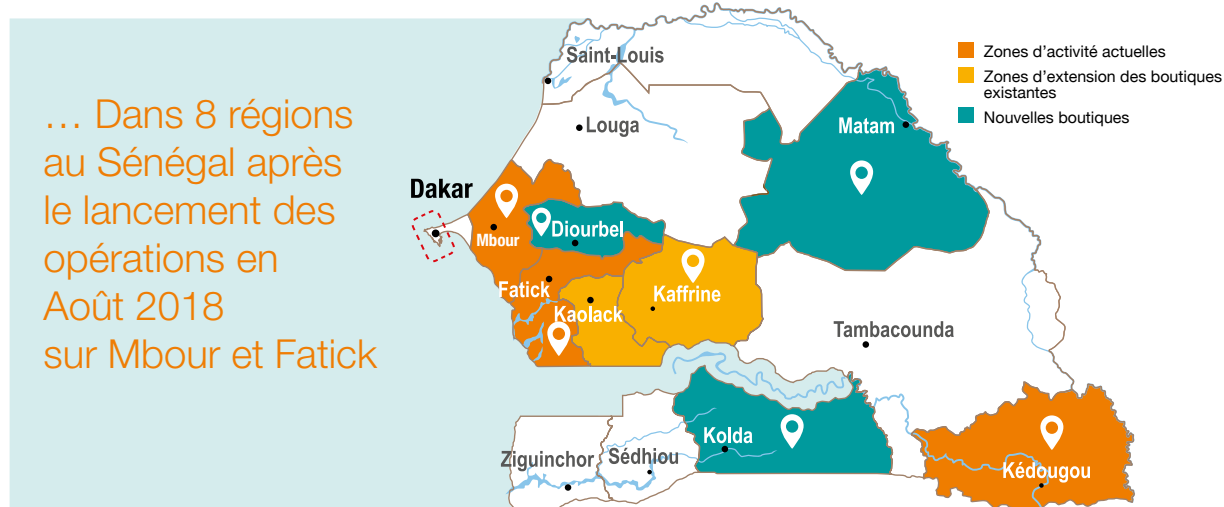 … Dans 8 régions
au Sénégal après
le lancement des
opérations en
Août 2018
sur Mbour et Fatick
Zones d'activité actuelles
Zones d'extension des boutiques
existantes
Nouvelles boutiques
Saint-Louis
Louga
Matam
Dakar
Mbour
Diourbel
Fatick
Kaolack
Kaffrine
Tambacounda
Kolda
Ziguinchor
Sédhiou
Kédougou